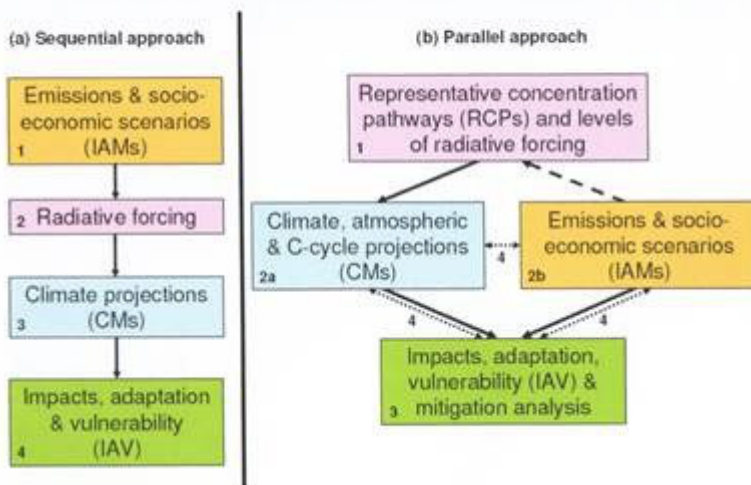 (a) Sequential approach
Emissions & socio-
economic scenarios
(IAMs)
1
2 Radiative forcing
Climate projections
(CMs)
3
Impacts, adaptation
& vulnerability
(IAV)
4
(b) Parallel approach
Representative concentration
pathways (RCPs) and levels
of radiative forcing
1
Climate, atmospheric
& C-cycle projections
(CMs)
2a
4
Emissions & socio-
economic scenarios
(IAMs)
2b
4
4
Impacts, adaptation,
vulnerability (IAV) &
mitigation analysis
3